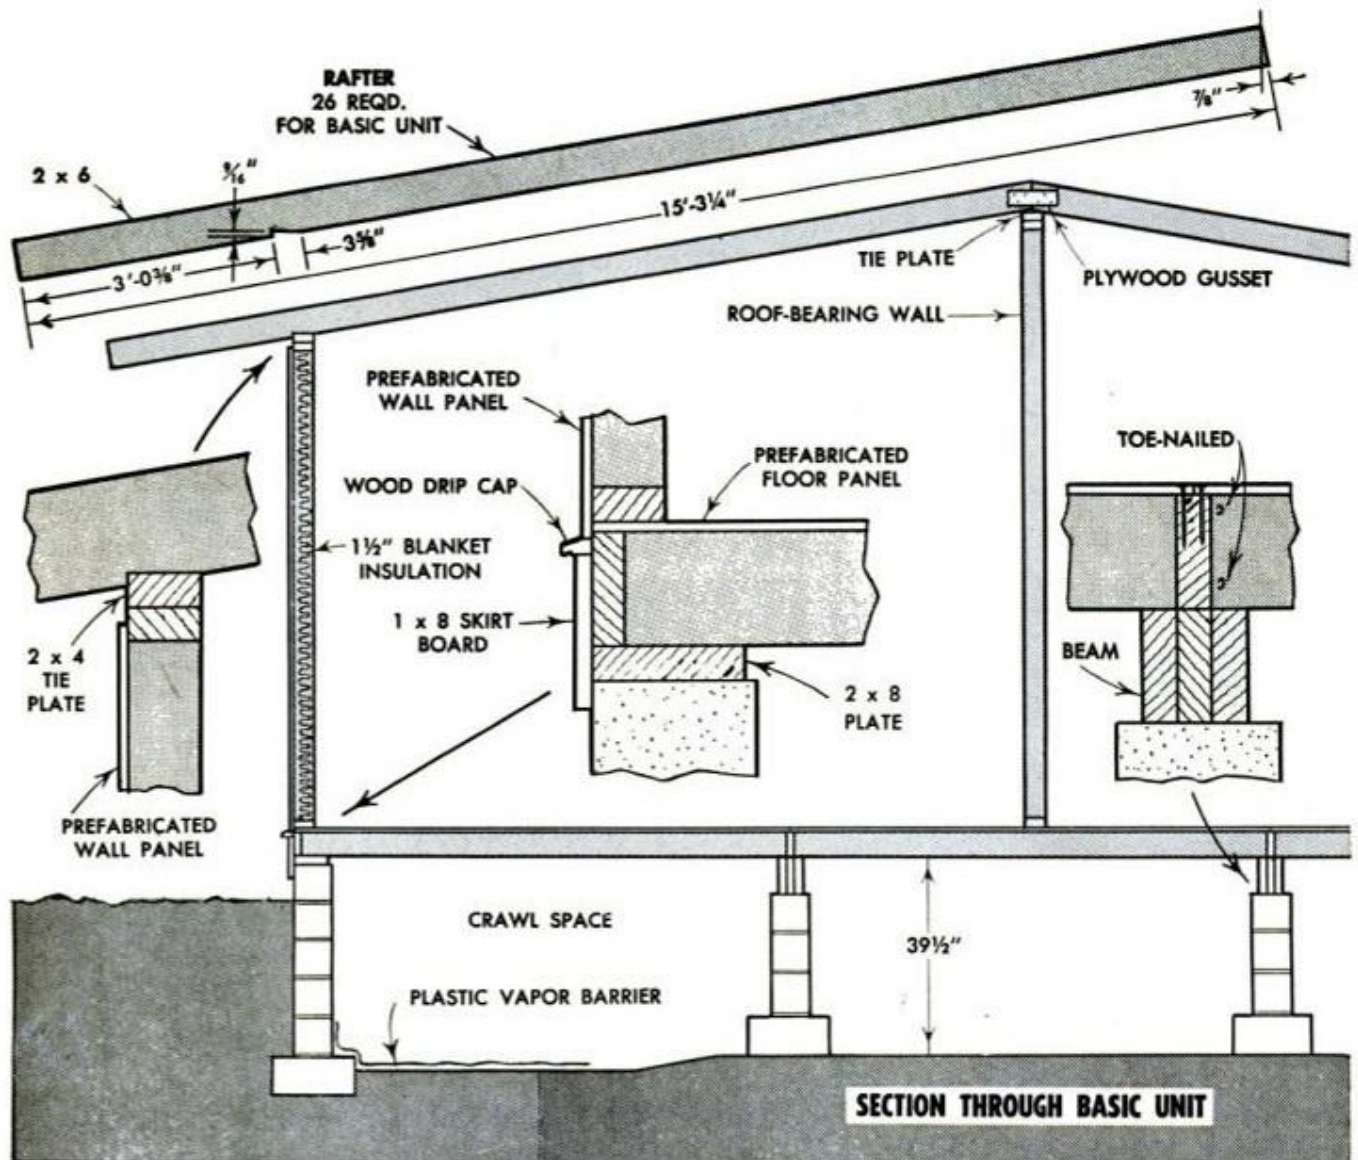 RAFTER
26 REQD.
FOR BASIC UNIT
2 x 6
9/16"
7/8"
15'-3¼"
3⅝"
3'-0⅜"
TIE PLATE
PLYWOOD GUSSET
ROOF-BEARING WALL
PREFABRICATED
WALL PANEL
TOE-NAILED
PREFABRICATED
FLOOR PANEL
WOOD DRIP CAP
1½" BLANKET
INSULATION
1 x 8 SKIRT
BOARD
2 x 4
TIE
PLATE
BEAM
2 x 8
PLATE
PREFABRICATED
WALL PANEL
CRAWL SPACE
39½"
PLASTIC VAPOR BARRIER
SECTION THROUGH BASIC UNIT